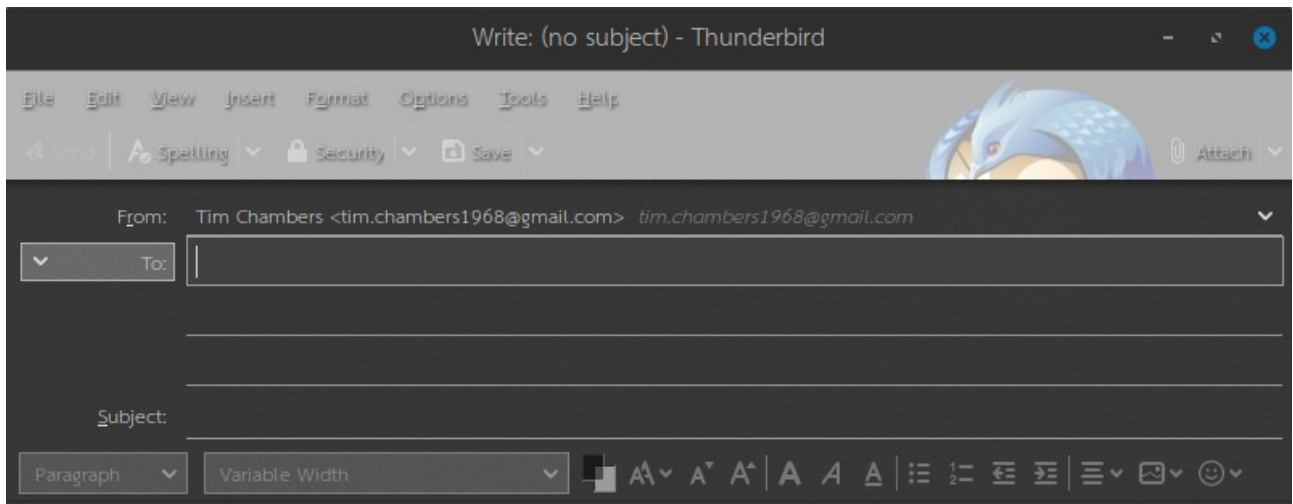 Write: (no subject) - Thunderbird
File Edit View Insert Format Options Tools Help
Send Spelling Security Save Attach
From: Tim Chambers <tim.chambers1968@gmail.com> tim.chambers1968@gmail.com
To:
Subject:
Paragraph Variable Width